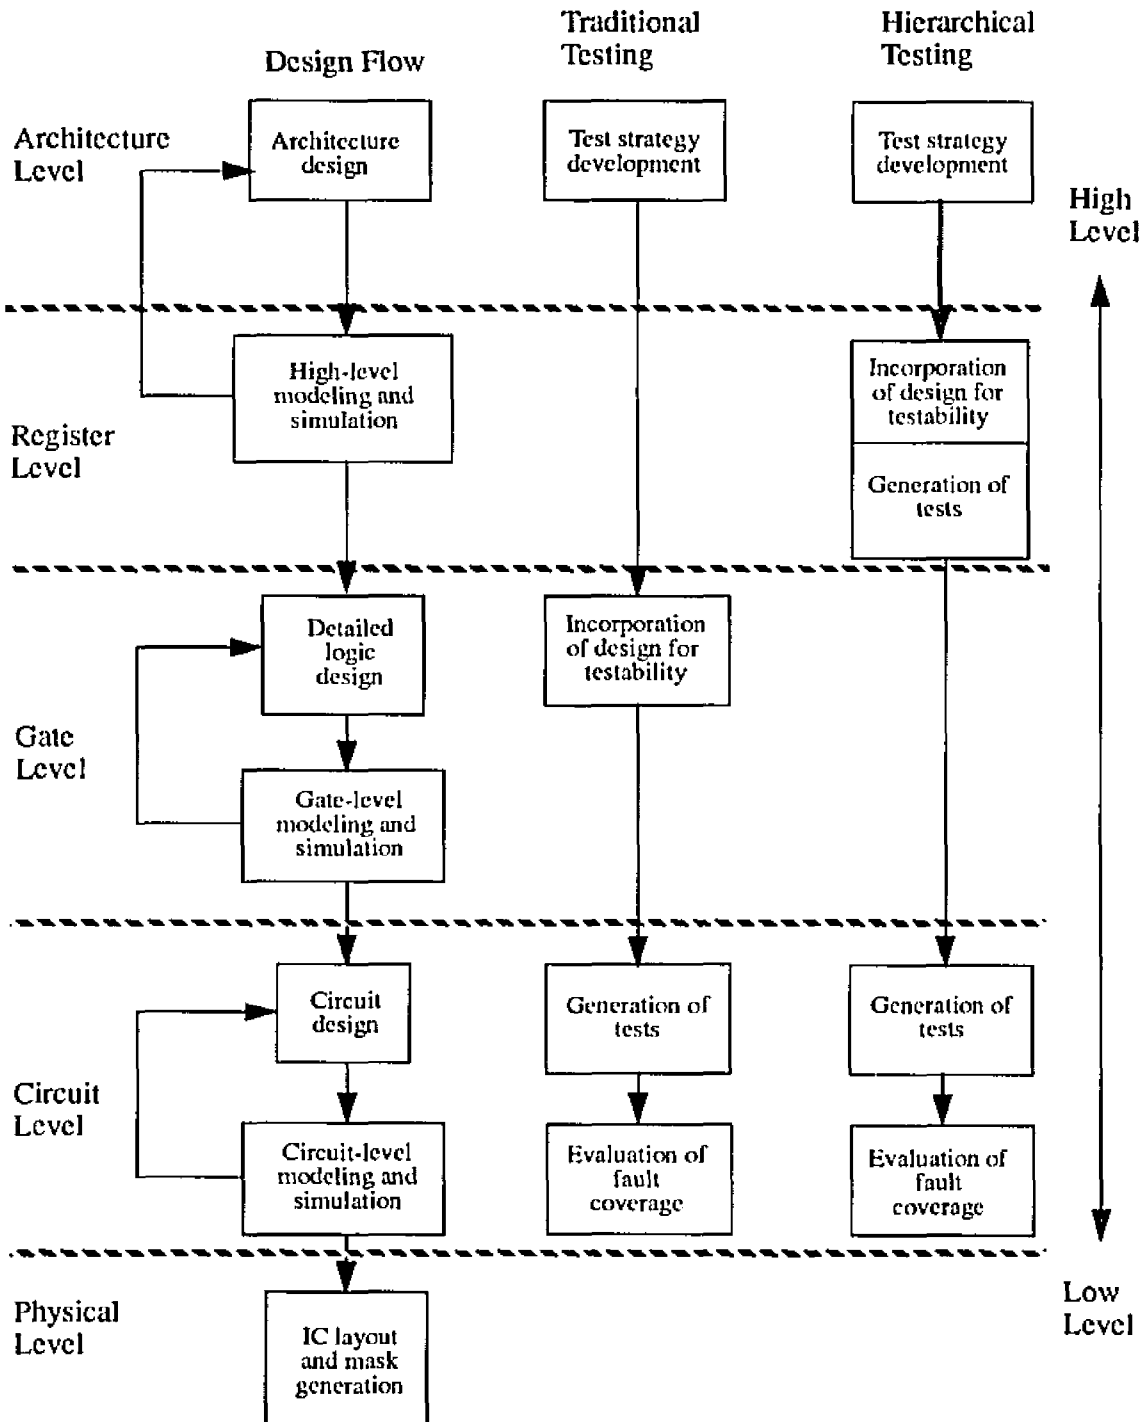 Traditional
Testing
Hierarchical
Testing
Design Flow
Architecture
Level
Architecture
design
Test strategy
development
Test strategy
development
High
Level
Register
Level
High-level
modeling and
simulation
Incorporation
of design for
testability
Generation of
tests
Gate
Level
Detailed
logic
design
Incorporation
of design for
testability
Gate-level
modeling and
simulation
Circuit
Level
Circuit
design
Generation of
tests
Generation of
tests
Circuit-level
modeling and
simulation
Evaluation of
fault
coverage
Evaluation of
fault
coverage
Physical
Level
IC layout
and mask
generation
Low
Level